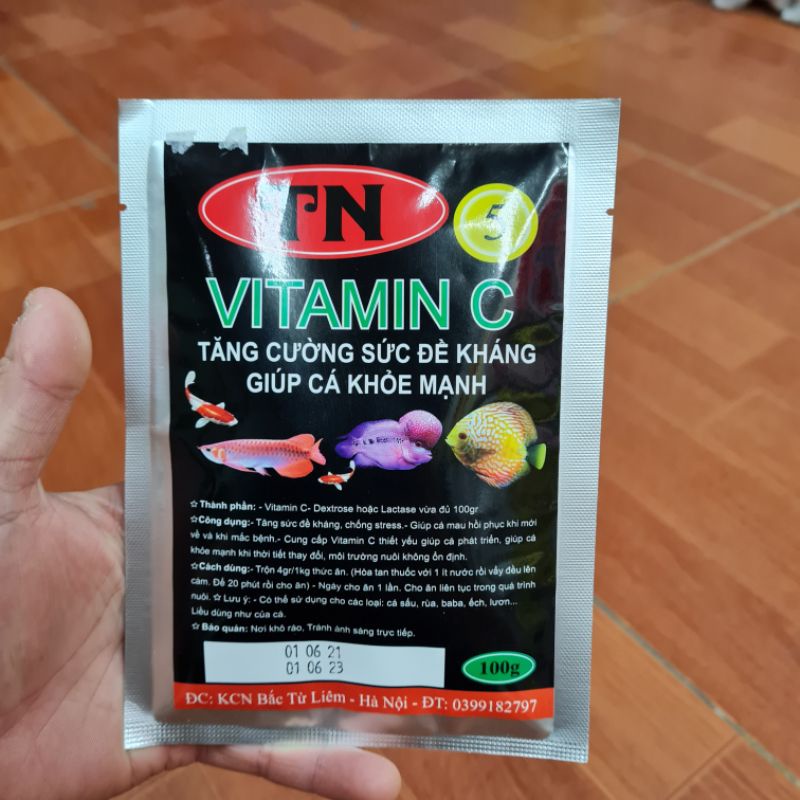 TN
5
VITAMIN C
TĂNG CƯỜNG SỨC ĐỀ KHÁNG
GIÚP CÁ KHỎE MẠNH
☆ Thành phần: - Vitamin C- Dextrose hoặc Lactase vừa đủ 100gr
☆Công dụng:- Tăng sức đề kháng, chống stress.- Giúp cá mau hồi phục khi mới
về và khi mắc bệnh.- Cung cấp Vitamin C thiết yếu giúp cá phát triển, giúp cá
khỏe mạnh khi thời tiết thay đổi, môi trường nuôi không ổn định.
☆Cách dùng:- Trộn 4gr/1kg thức ăn. (Hòa tan thuốc với 1 ít nước rồi vẩy đều lên
cám. Để 20 phút rồi cho ăn) - Ngày cho ăn 1 lần. Cho ăn liên tục trong quá trình
nuôi. ☆ Lưu ý: - Có thể sử dụng cho các loại: cá sấu, rùa, baba, ếch, lươn...
Liều dùng như của cá.
☆ Bảo quản: Nơi khô ráo, Tránh ánh sáng trực tiếp.
01 06 21
01 06 23
100g
ĐC: KCN Bắc Từ Liêm - Hà Nội - ĐT: 0399182797